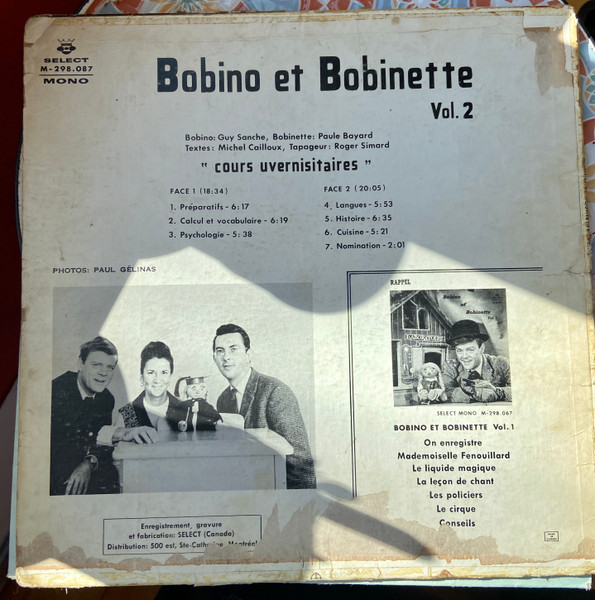 SELECT
M-298.087
MONO
Bobino et Bobinette
Vol. 2
Bobino: Guy Sanche, Bobinette: Paule Bayard
Textes: Michel Cailloux, Tapageur: Roger Simard
" cours uvernisitaires "
FACE 1 (18:34)
1. Préparatifs - 6:17
2. Calcul et vocabulaire - 6:19
3. Psychologie - 5:38
FACE 2 (20:05)
4. Langues - 5:53
5. Histoire - 6:35
6. Cuisine - 5:21
7. Nomination - 2:01
PHOTOS: PAUL GÉLINAS
RAPPEL
Bobino
et
Bobinette
SELECT MONO M-298.067
BOBINO ET BOBINETTE Vol. 1
On enregistre
Mademoiselle Fenouillard
Le liquide magique
La leçon de chant
Les policiers
Le cirque
Conseils
Enregistrement, gravure
et fabrication: SELECT (Canada)
Distribution: 500 est, Ste-Catherine, Montréal